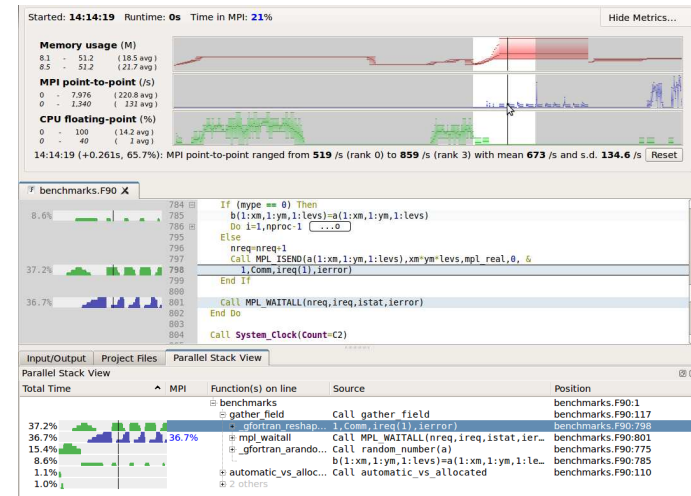 Started: 14:14:19 Runtime: 0s Time in MPI: 21% Hide Metrics...
Memory usage (M)
8.1 - 51.2 (18.5 avg)
8.5 - 51.2 (21.7 avg)
MPI point-to-point (/s)
0 - 7,976 (220.8 avg)
0 - 1,340 ( 131 avg)
CPU floating-point (%)
0 - 100 (14.2 avg)
0 - 40 ( 1 avg)
14:14:19 (+0.261s, 65.7%): MPI point-to-point ranged from 519 /s (rank 0) to 859 /s (rank 3) with mean 673 /s and s.d. 134.6 /s Reset
F benchmarks.F90 X
784 If (mype == 0) Then
8.6% 785 b(1:xm,1:ym,1:levs)=a(1:xm,1:ym,1:levs)
786 Do i=1,nproc-1 ...o
795 Else
796 nreq=nreq+1
797 Call MPL_ISEND(a(1:xm,1:ym,1:levs),xm*ym*levs,mpl_real,0, &
37.2% 798 1,Comm,ireq(1),ierror)
799 End If
800
36.7% 801 Call MPL_WAITALL(nreq,ireq,istat,ierror)
802 End Do
803
804 Call System_Clock(Count=C2)
Input/Output Project Files Parallel Stack View
Parallel Stack View
Total Time MPI Function(s) on line Source Position
benchmarks benchmarks.F90:1
gather_field Call gather_field benchmarks.F90:117
37.2% _gfortran_reshap... 1,Comm,ireq(1),ierror) benchmarks.F90:798
36.7% 36.7% mpl_waitall Call MPL_WAITALL(nreq,ireq,istat,ier... benchmarks.F90:801
15.4% _gfortran_arando... Call random_number(a) benchmarks.F90:775
8.6% b(1:xm,1:ym,1:levs)=a(1:xm,1:ym,1:le... benchmarks.F90:785
1.1% automatic_vs_alloc... Call automatic_vs_allocated benchmarks.F90:110
1.0% 2 others